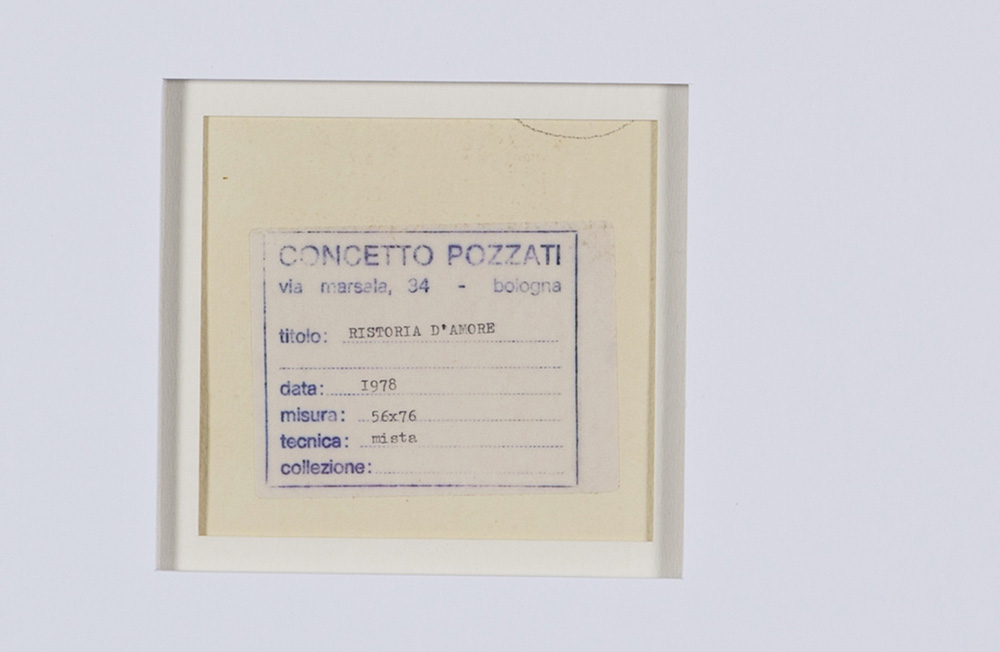 CONCETTO POZZATI
via marsala, 34 - bologna
titolo: RISTORIA D'AMORE
data: I978
misura: 56x76
tecnica: mista
collezione: